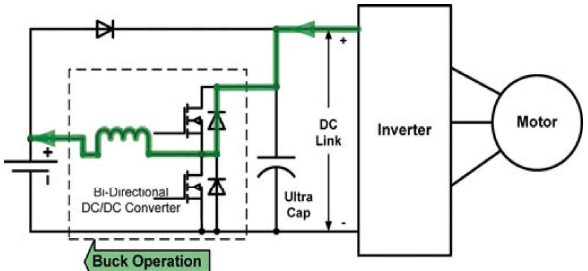 +
DC
Link
Inverter
Motor
+
-
Bi-Directional
DC/DC Converter
Ultra
Cap
-
Buck Operation